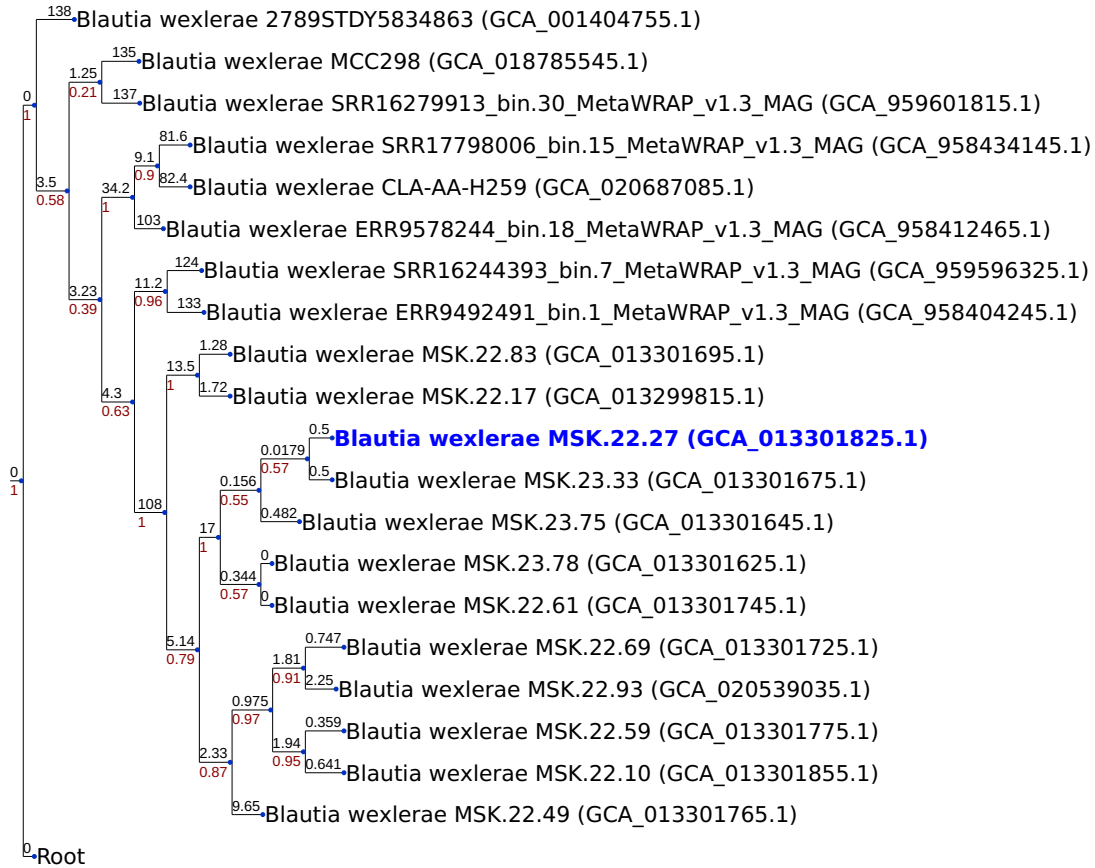 138 Blautia wexlerae 2789STDY5834863 (GCA_001404755.1)
135 Blautia wexlerae MCC298 (GCA_018785545.1)
1.25
0.21
0
1
137 Blautia wexlerae SRR16279913_bin.30_MetaWRAP_v1.3_MAG (GCA_959601815.1)
81.6 Blautia wexlerae SRR17798006_bin.15_MetaWRAP_v1.3_MAG (GCA_958434145.1)
9.1
0.9
3.5
0.58
34.2
1
82.4 Blautia wexlerae CLA-AA-H259 (GCA_020687085.1)
103 Blautia wexlerae ERR9578244_bin.18_MetaWRAP_v1.3_MAG (GCA_958412465.1)
124 Blautia wexlerae SRR16244393_bin.7_MetaWRAP_v1.3_MAG (GCA_959596325.1)
3.23
0.39
11.2
0.96
133 Blautia wexlerae ERR9492491_bin.1_MetaWRAP_v1.3_MAG (GCA_958404245.1)
1.28 Blautia wexlerae MSK.22.83 (GCA_013301695.1)
13.5
1
1.72 Blautia wexlerae MSK.22.17 (GCA_013299815.1)
4.3
0.63
0.5 Blautia wexlerae MSK.22.27 (GCA_013301825.1)
0.0179
0.57
0.5 Blautia wexlerae MSK.23.33 (GCA_013301675.1)
0
1
0.156
0.55
108
1
0.482 Blautia wexlerae MSK.23.75 (GCA_013301645.1)
17
1
0 Blautia wexlerae MSK.23.78 (GCA_013301625.1)
0.344
0.57
0 Blautia wexlerae MSK.22.61 (GCA_013301745.1)
5.14
0.79
0.747 Blautia wexlerae MSK.22.69 (GCA_013301725.1)
1.81
0.91
2.25 Blautia wexlerae MSK.22.93 (GCA_020539035.1)
0.975
0.97
0.359 Blautia wexlerae MSK.22.59 (GCA_013301775.1)
1.94
0.95
2.33
0.87
0.641 Blautia wexlerae MSK.22.10 (GCA_013301855.1)
9.65 Blautia wexlerae MSK.22.49 (GCA_013301765.1)
0 Root